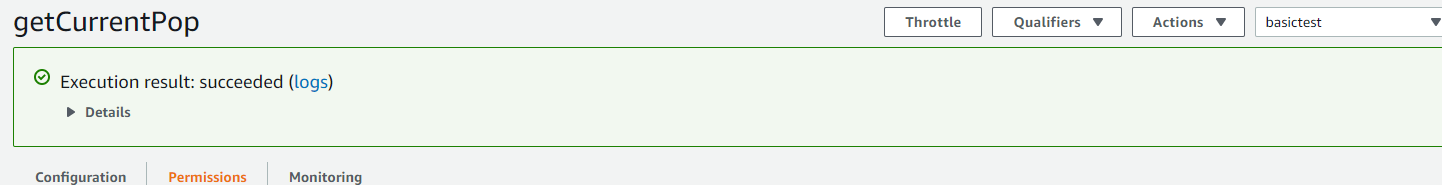 getCurrentPop
Throttle
Qualifiers
Actions
basictest
Execution result: succeeded (logs)
Details
Configuration
Permissions
Monitoring